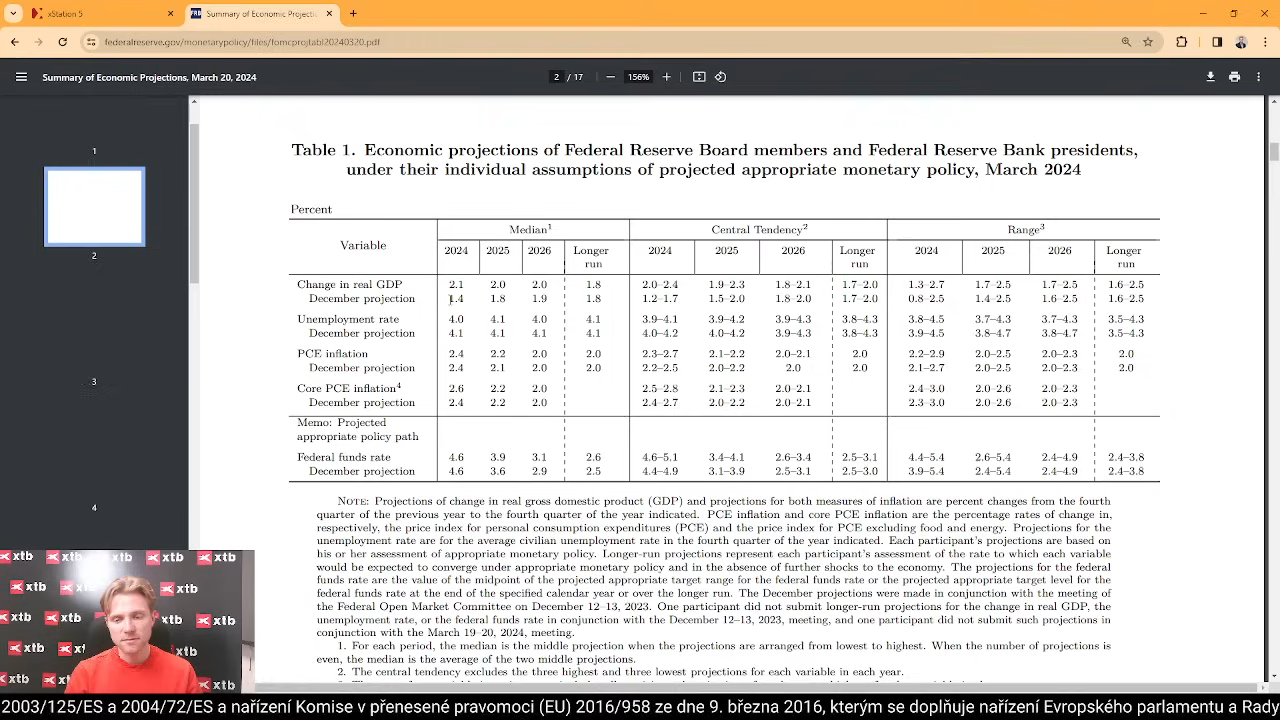 xStation 5
Summary of Economic Projectio
federalreserve.gov/monetarypolicy/files/fomcprojtabl20240320.pdf
Summary of Economic Projections, March 20, 2024
2 / 17
156%
1
2
3
4
Table 1. Economic projections of Federal Reserve Board members and Federal Reserve Bank presidents,
under their individual assumptions of projected appropriate monetary policy, March 2024
Percent
Variable Median1 Central Tendency2 Range3
2024 2025 2026 Longer run 2024 2025 2026 Longer run 2024 2025 2026 Longer run
Change in real GDP 2.1 2.0 2.0 1.8 2.0–2.4 1.9–2.3 1.8–2.1 1.7–2.0 1.3–2.7 1.7–2.5 1.7–2.5 1.6–2.5
December projection 1.4 1.8 1.9 1.8 1.2–1.7 1.5–2.0 1.8–2.0 1.7–2.0 0.8–2.5 1.4–2.5 1.6–2.5 1.6–2.5
Unemployment rate 4.0 4.1 4.0 4.1 3.9–4.1 3.9–4.2 3.9–4.3 3.8–4.3 3.8–4.5 3.7–4.3 3.7–4.3 3.5–4.3
December projection 4.1 4.1 4.1 4.1 4.0–4.2 4.0–4.2 3.9–4.3 3.8–4.3 3.9–4.5 3.8–4.7 3.8–4.7 3.5–4.3
PCE inflation 2.4 2.2 2.0 2.0 2.3–2.7 2.1–2.2 2.0–2.1 2.0 2.2–2.9 2.0–2.5 2.0–2.3 2.0
December projection 2.4 2.1 2.0 2.0 2.2–2.5 2.0–2.2 2.0 2.0 2.1–2.7 2.0–2.5 2.0–2.3 2.0
Core PCE inflation4 2.6 2.2 2.0 2.5–2.8 2.1–2.3 2.0–2.1 2.4–3.0 2.0–2.6 2.0–2.3
December projection 2.4 2.2 2.0 2.4–2.7 2.0–2.2 2.0–2.1 2.3–3.0 2.0–2.6 2.0–2.3
Memo: Projected
appropriate policy path
Federal funds rate 4.6 3.9 3.1 2.6 4.6–5.1 3.4–4.1 2.6–3.4 2.5–3.1 4.4–5.4 2.6–5.4 2.4–4.9 2.4–3.8
December projection 4.6 3.6 2.9 2.5 4.4–4.9 3.1–3.9 2.5–3.1 2.5–3.0 3.9–5.4 2.4–5.4 2.4–4.9 2.4–3.8
NOTE: Projections of change in real gross domestic product (GDP) and projections for both measures of inflation are percent changes from the fourth
quarter of the previous year to the fourth quarter of the year indicated. PCE inflation and core PCE inflation are the percentage rates of change in,
respectively, the price index for personal consumption expenditures (PCE) and the price index for PCE excluding food and energy. Projections for the
unemployment rate are for the average civilian unemployment rate in the fourth quarter of the year indicated. Each participant's projections are based on
his or her assessment of appropriate monetary policy. Longer-run projections represent each participant's assessment of the rate to which each variable
would be expected to converge under appropriate monetary policy and in the absence of further shocks to the economy. The projections for the federal
funds rate are the value of the midpoint of the projected appropriate target range for the federal funds rate or the projected appropriate target level for the
federal funds rate at the end of the specified calendar year or over the longer run. The December projections were made in conjunction with the meeting of
the Federal Open Market Committee on December 12–13, 2023. One participant did not submit longer-run projections for the change in real GDP, the
unemployment rate, or the federal funds rate in conjunction with the December 12–13, 2023, meeting, and one participant did not submit such projections in
conjunction with the March 19–20, 2024, meeting.
1. For each period, the median is the middle projection when the projections are arranged from lowest to highest. When the number of projections is
even, the median is the average of the two middle projections.
2. The central tendency excludes the three highest and three lowest projections for each variable in each year.
xtb
2003/125/ES a 2004/72/ES a nařízení Komise v přenesené pravomoci (EU) 2016/958 ze dne 9. března 2016, kterým se doplňuje nařízení Evropského parlamentu a Rady